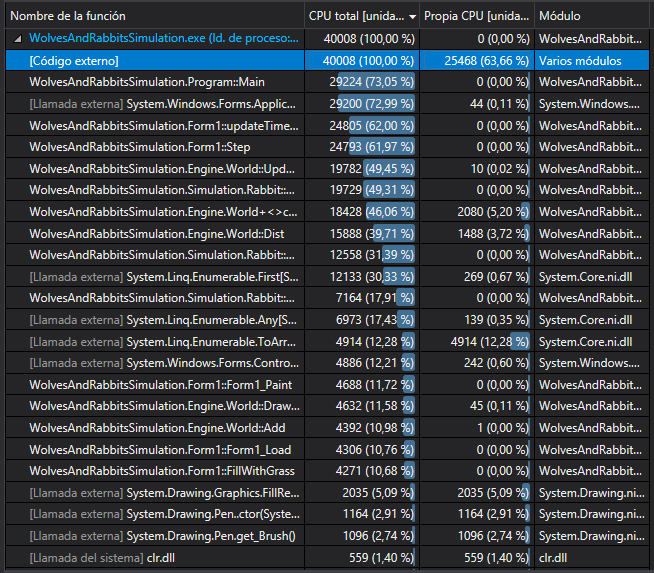 Nombre de la función CPU total [unida... Propia CPU [unida... Módulo
WolvesAndRabbitsSimulation.exe (Id. de proceso:... 40008 (100,00 %) 0 (0,00 %) WolvesAndRabbit...
[Código externo] 40008 (100,00 %) 25468 (63,66 %) Varios módulos
WolvesAndRabbitsSimulation.Program::Main 29224 (73,05 %) 0 (0,00 %) WolvesAndRabbit...
[Llamada externa] System.Windows.Forms.Applic... 29200 (72,99 %) 44 (0,11 %) System.Windows....
WolvesAndRabbitsSimulation.Form1::updateTime... 24805 (62,00 %) 0 (0,00 %) WolvesAndRabbit...
WolvesAndRabbitsSimulation.Form1::Step 24793 (61,97 %) 0 (0,00 %) WolvesAndRabbit...
WolvesAndRabbitsSimulation.Engine.World::Upd... 19782 (49,45 %) 10 (0,02 %) WolvesAndRabbit...
WolvesAndRabbitsSimulation.Simulation.Rabbit::... 19729 (49,31 %) 0 (0,00 %) WolvesAndRabbit...
WolvesAndRabbitsSimulation.Engine.World+<>c... 18428 (46,06 %) 2080 (5,20 %) WolvesAndRabbit...
WolvesAndRabbitsSimulation.Engine.World::Dist 15888 (39,71 %) 1488 (3,72 %) WolvesAndRabbit...
WolvesAndRabbitsSimulation.Simulation.Rabbit::... 12558 (31,39 %) 0 (0,00 %) WolvesAndRabbit...
[Llamada externa] System.Linq.Enumerable.First[S... 12133 (30,33 %) 269 (0,67 %) System.Core.ni.dll
WolvesAndRabbitsSimulation.Simulation.Rabbit::... 7164 (17,91 %) 0 (0,00 %) WolvesAndRabbit...
[Llamada externa] System.Linq.Enumerable.Any[S... 6973 (17,43 %) 139 (0,35 %) System.Core.ni.dll
[Llamada externa] System.Linq.Enumerable.ToArr... 4914 (12,28 %) 4914 (12,28 %) System.Core.ni.dll
[Llamada externa] System.Windows.Forms.Contro... 4886 (12,21 %) 242 (0,60 %) System.Windows....
WolvesAndRabbitsSimulation.Form1::Form1_Paint 4688 (11,72 %) 0 (0,00 %) WolvesAndRabbit...
WolvesAndRabbitsSimulation.Engine.World::Draw... 4632 (11,58 %) 45 (0,11 %) WolvesAndRabbit...
WolvesAndRabbitsSimulation.Engine.World::Add 4392 (10,98 %) 1 (0,00 %) WolvesAndRabbit...
WolvesAndRabbitsSimulation.Form1::Form1_Load 4306 (10,76 %) 0 (0,00 %) WolvesAndRabbit...
WolvesAndRabbitsSimulation.Form1::FillWithGrass 4271 (10,68 %) 0 (0,00 %) WolvesAndRabbit...
[Llamada externa] System.Drawing.Graphics.FillRe... 2035 (5,09 %) 2035 (5,09 %) System.Drawing.ni...
[Llamada externa] System.Drawing.Pen..ctor(Syste... 1164 (2,91 %) 1164 (2,91 %) System.Drawing.ni...
[Llamada externa] System.Drawing.Pen.get_Brush() 1096 (2,74 %) 1096 (2,74 %) System.Drawing.ni...
[Llamada del sistema] clr.dll 559 (1,40 %) 559 (1,40 %) clr.dll